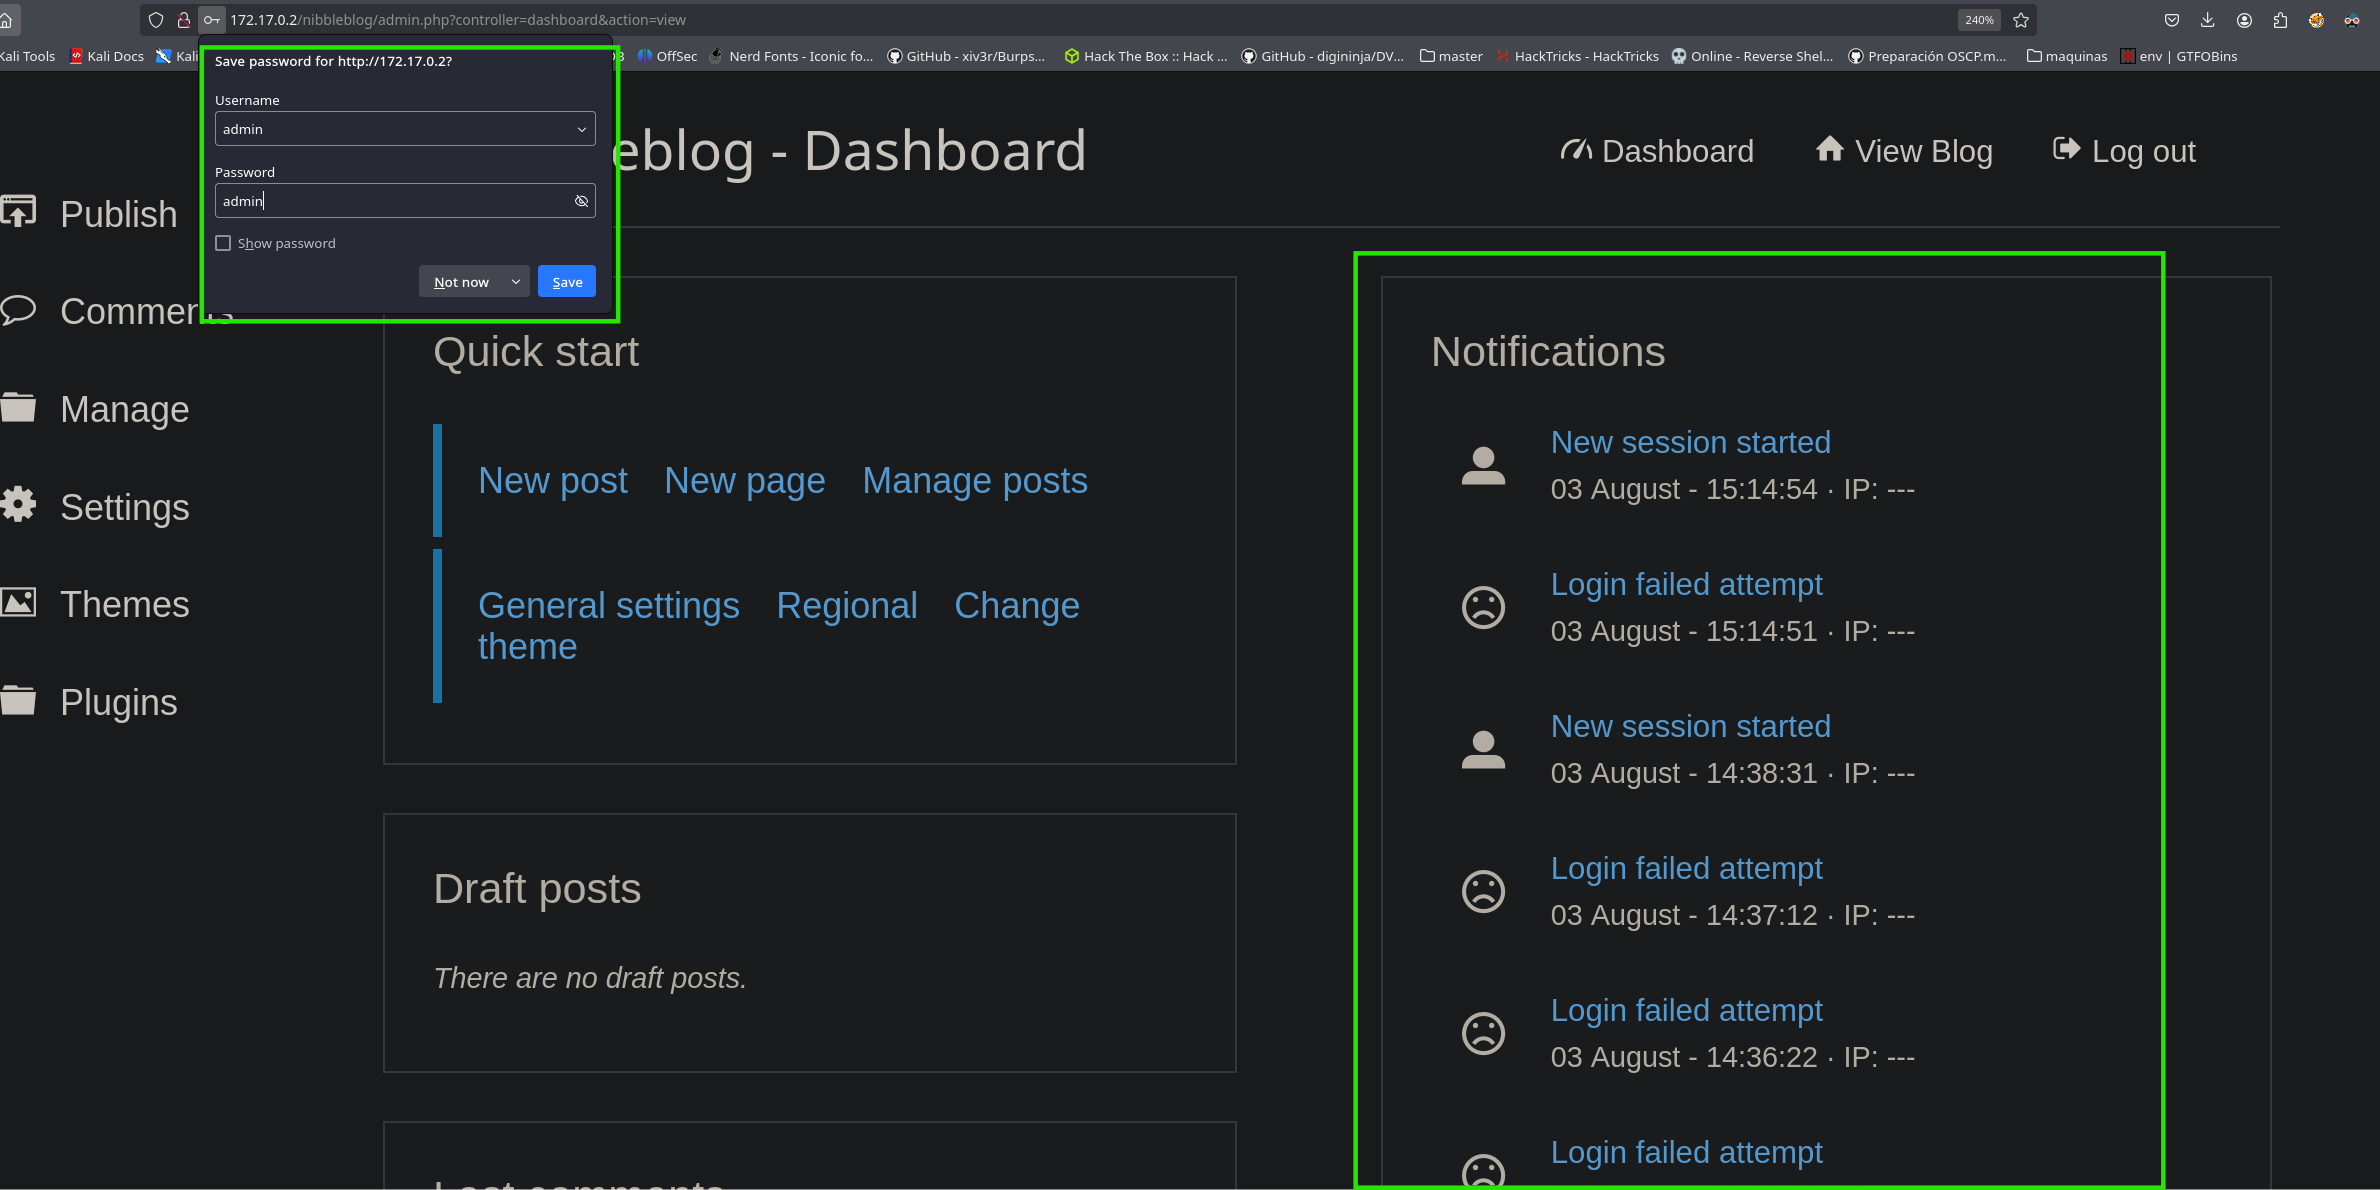 172.17.0.2/nibbleblog/admin.php?controller=dashboard&action=view
240%
Kali Tools Kali Docs Kali OffSec Nerd Fonts - Iconic fo... GitHub - xiv3r/Burps... Hack The Box :: Hack ... GitHub - digininja/DV... master HackTricks - HackTricks Online - Reverse Shel... Preparación OSCP.m... maquinas env | GTFOBins
Save password for http://172.17.0.2?
Username
admin
Password
admin
Show password
Not now Save
eblog - Dashboard
Dashboard View Blog Log out
Publish
Comments
Manage
Settings
Themes
Plugins
Quick start
New post New page Manage posts
General settings Regional Change
theme
Draft posts
There are no draft posts.
Last comments
Notifications
New session started
03 August - 15:14:54 · IP: ---
Login failed attempt
03 August - 15:14:51 · IP: ---
New session started
03 August - 14:38:31 · IP: ---
Login failed attempt
03 August - 14:37:12 · IP: ---
Login failed attempt
03 August - 14:36:22 · IP: ---
Login failed attempt